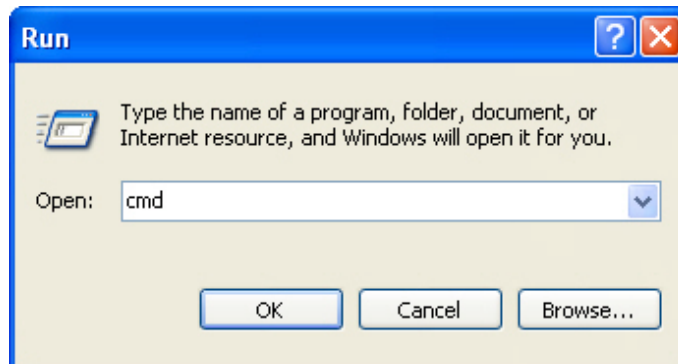 Run
Type the name of a program, folder, document, or
Internet resource, and Windows will open it for you.
Open: cmd
OK Cancel Browse...